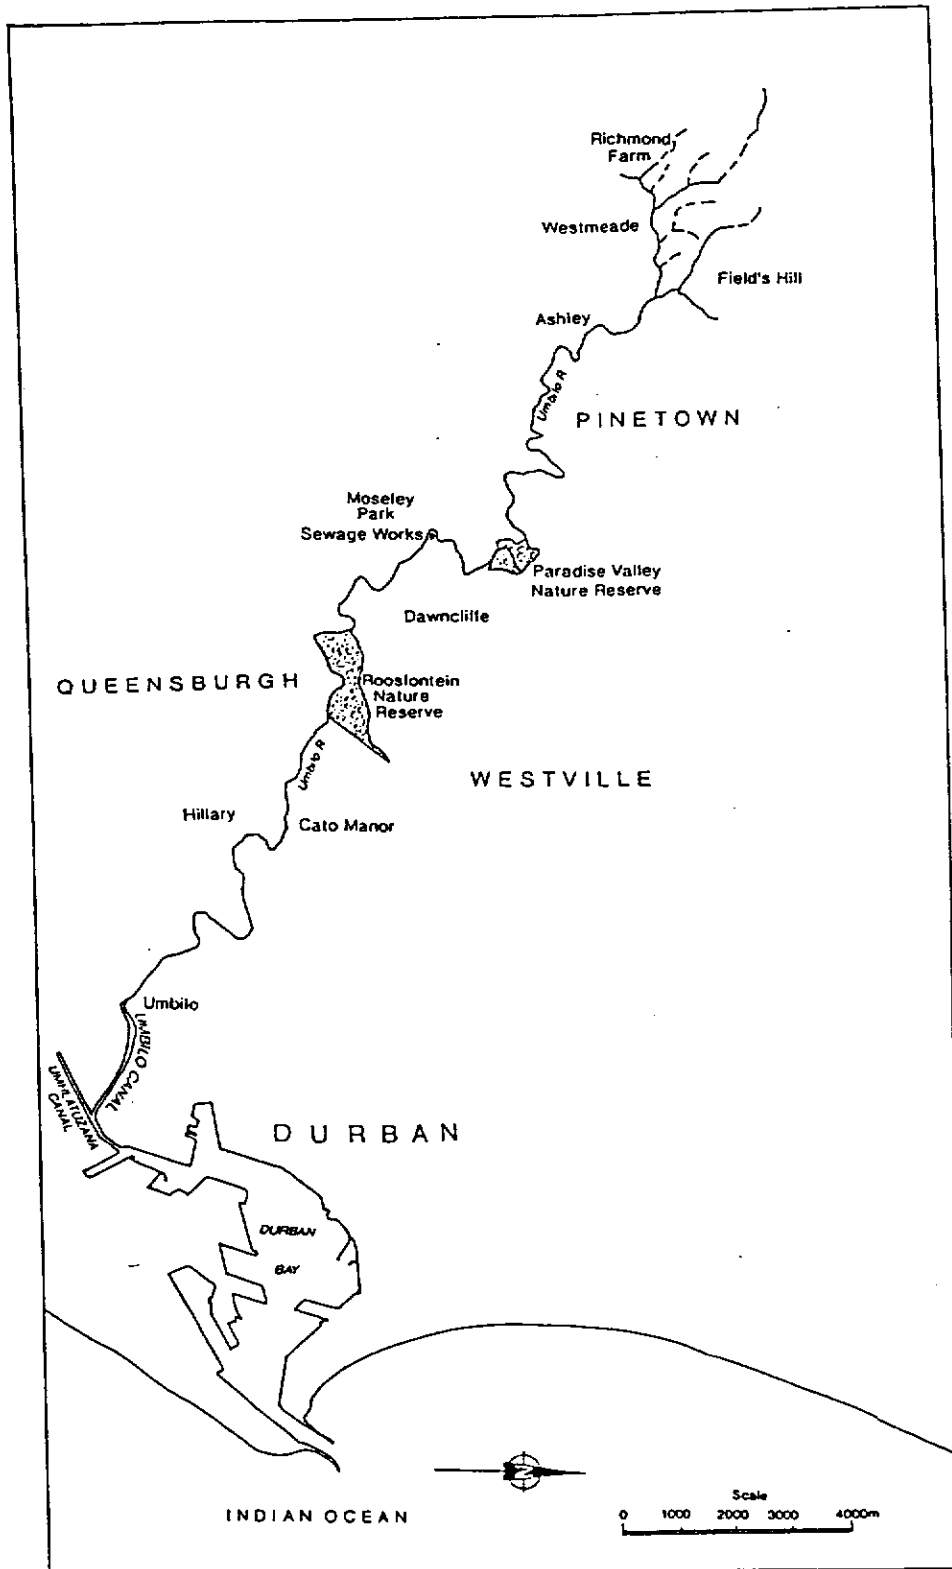 Richmond
Farm
Westmeade
Field's Hill
Ashley
Umbilo R
PINETOWN
Moseley
Park
Sewage Works
Paradise Valley
Nature Reserve
Dawncliffe
QUEENSBURGH
Rooslontein
Nature
Reserve
WESTVILLE
Umbilo R
Hillary
Cato Manor
Umbilo
UMBILO CANAL
UMHLATUZANA
CANAL
DURBAN
DURBAN
BAY
N
INDIAN OCEAN
Scale
0 1000 2000 3000 4000m